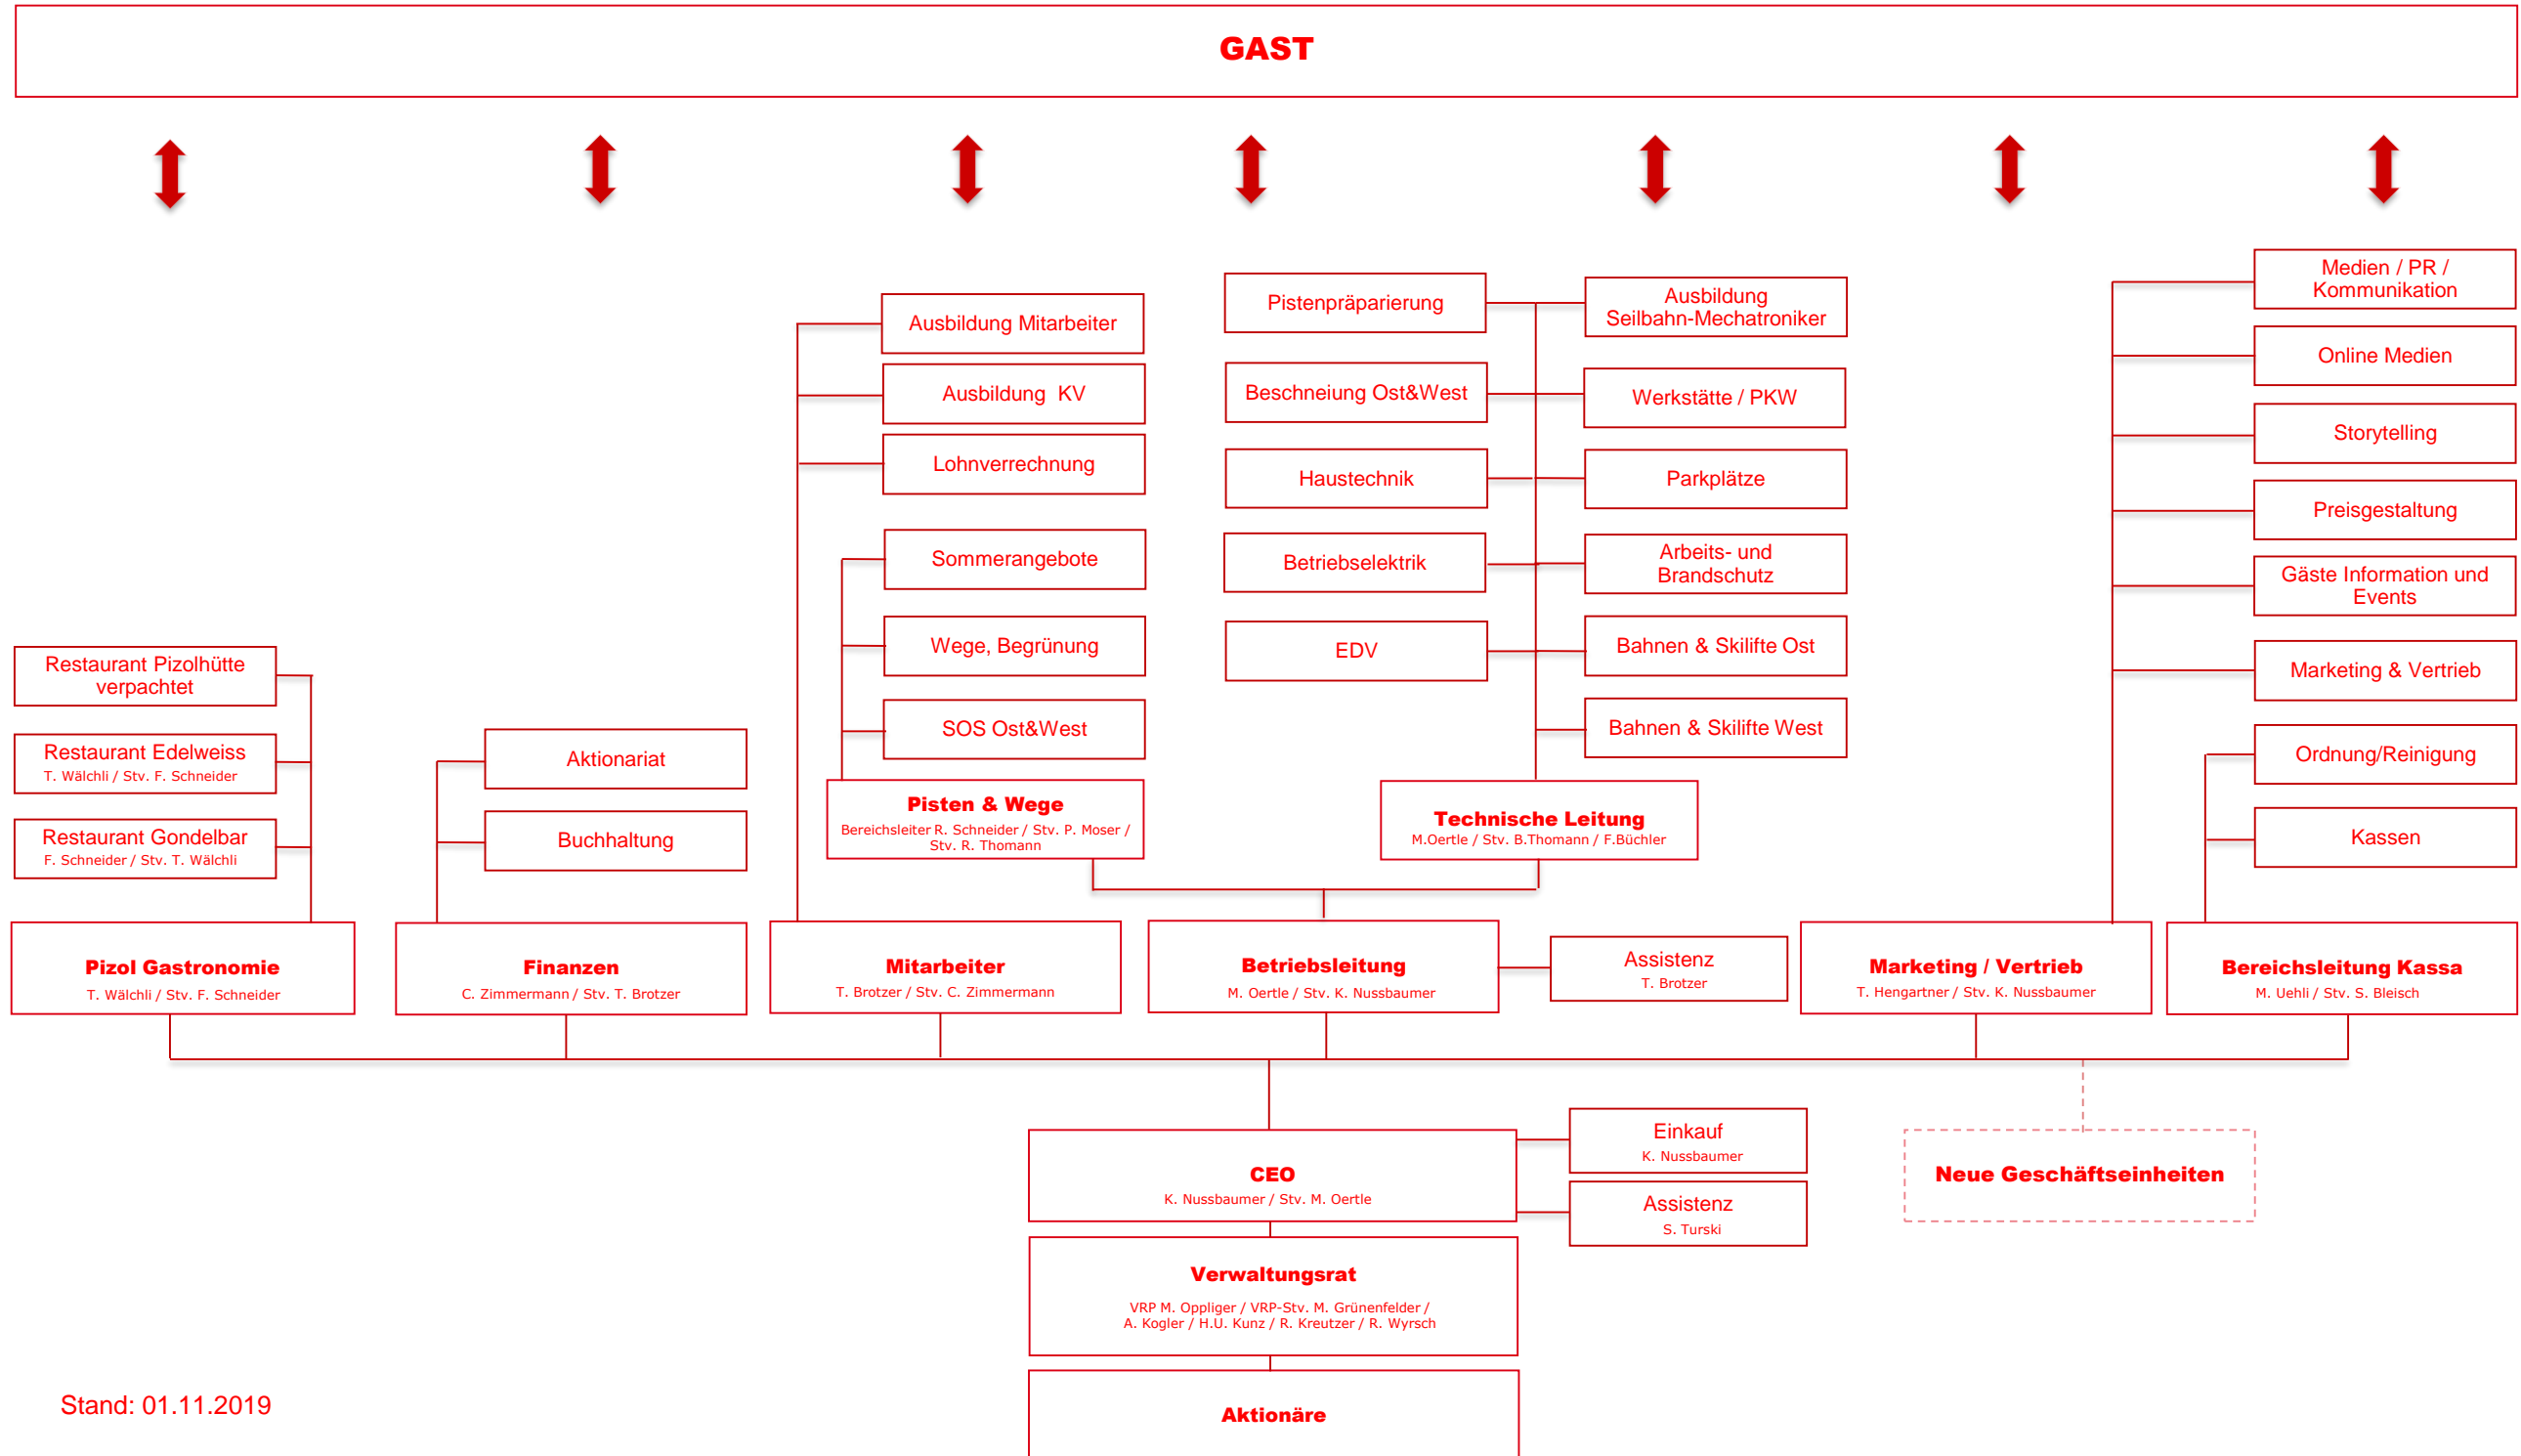 GAST
Medien / PR /
Kommunikation
Online Medien
Storytelling
Preisgestaltung
Gäste Information und
Events
Marketing & Vertrieb
Ordnung/Reinigung
Kassen
Pistenpräparierung
Beschneiung Ost&West
Haustechnik
Betriebselektrik
EDV
Ausbildung
Seilbahn-Mechatroniker
Werkstätte / PKW
Parkplätze
Arbeits- und
Brandschutz
Bahnen & Skilifte Ost
Bahnen & Skilifte West
Ausbildung Mitarbeiter
Ausbildung  KV
Lohnverrechnung
Sommerangebote
Wege, Begrünung
SOS Ost&West
Restaurant Pizolhütte
verpachtet
Restaurant Edelweiss
T. Wälchli / Stv. F. Schneider
Restaurant Gondelbar
F. Schneider / Stv. T. Wälchli
Aktionariat
Buchhaltung
Pisten & Wege
Bereichsleiter R. Schneider / Stv. P. Moser /
Stv. R. Thomann
Technische Leitung
M.Oertle / Stv. B.Thomann / F.Büchler
Pizol Gastronomie
T. Wälchli / Stv. F. Schneider
Finanzen
C. Zimmermann / Stv. T. Brotzer
Mitarbeiter
T. Brotzer / Stv. C. Zimmermann
Betriebsleitung
M. Oertle / Stv. K. Nussbaumer
Assistenz
T. Brotzer
Marketing / Vertrieb
T. Hengartner / Stv. K. Nussbaumer
Bereichsleitung Kassa
M. Uehli / Stv. S. Bleisch
CEO
K. Nussbaumer / Stv. M. Oertle
Einkauf
K. Nussbaumer
Assistenz
S. Turski
Neue Geschäftseinheiten
Verwaltungsrat
VRP M. Oppliger / VRP-Stv. M. Grünenfelder /
A. Kogler / H.U. Kunz / R. Kreutzer / R. Wyrsch
Aktionäre
Stand: 01.11.2019